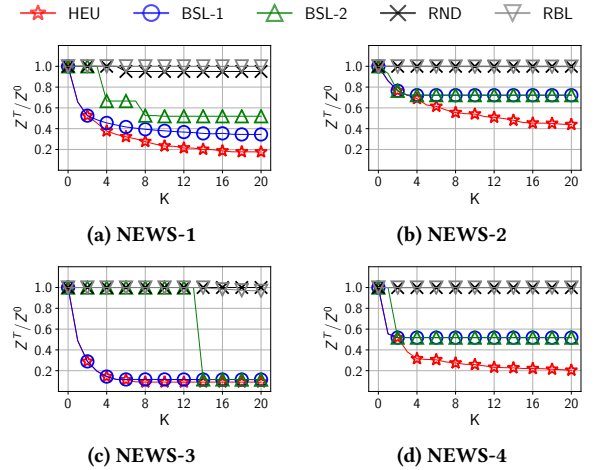 HEU BSL-1 BSL-2 RND RBL
1.0 1.0
0.8 0.8
0.6 0.6
0.4 0.4
0.2 0.2
Z^T/Z^0 Z^T/Z^0
0 4 8 12 16 20 0 4 8 12 16 20
K K
(a) NEWS-1 (b) NEWS-2
1.0 1.0
0.8 0.8
0.6 0.6
0.4 0.4
0.2 0.2
Z^T/Z^0 Z^T/Z^0
0 4 8 12 16 20 0 4 8 12 16 20
K K
(c) NEWS-3 (d) NEWS-4